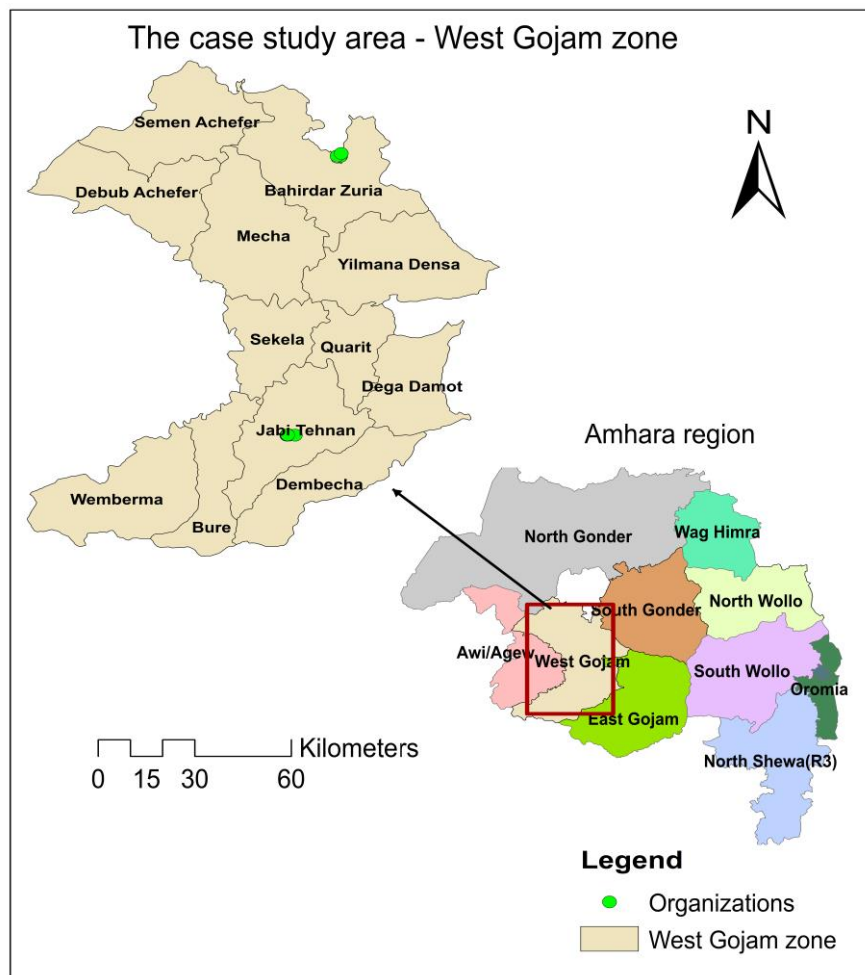 The case study area - West Gojam zone
N
Semen Achefer
Debub Achefer
Bahirdar Zuria
Mecha
Yilmana Densa
Sekela
Quarit
Dega Damot
Jabi Tehnan
Dembecha
Wemberma
Bure
Amhara region
North Gonder
Wag Himra
South Gonder
North Wollo
Awi/Agew
West Gojam
South Wollo
Oromia
East Gojam
North Shewa(R3)
Kilometers
0 15 30 60
Legend
Organizations
West Gojam zone